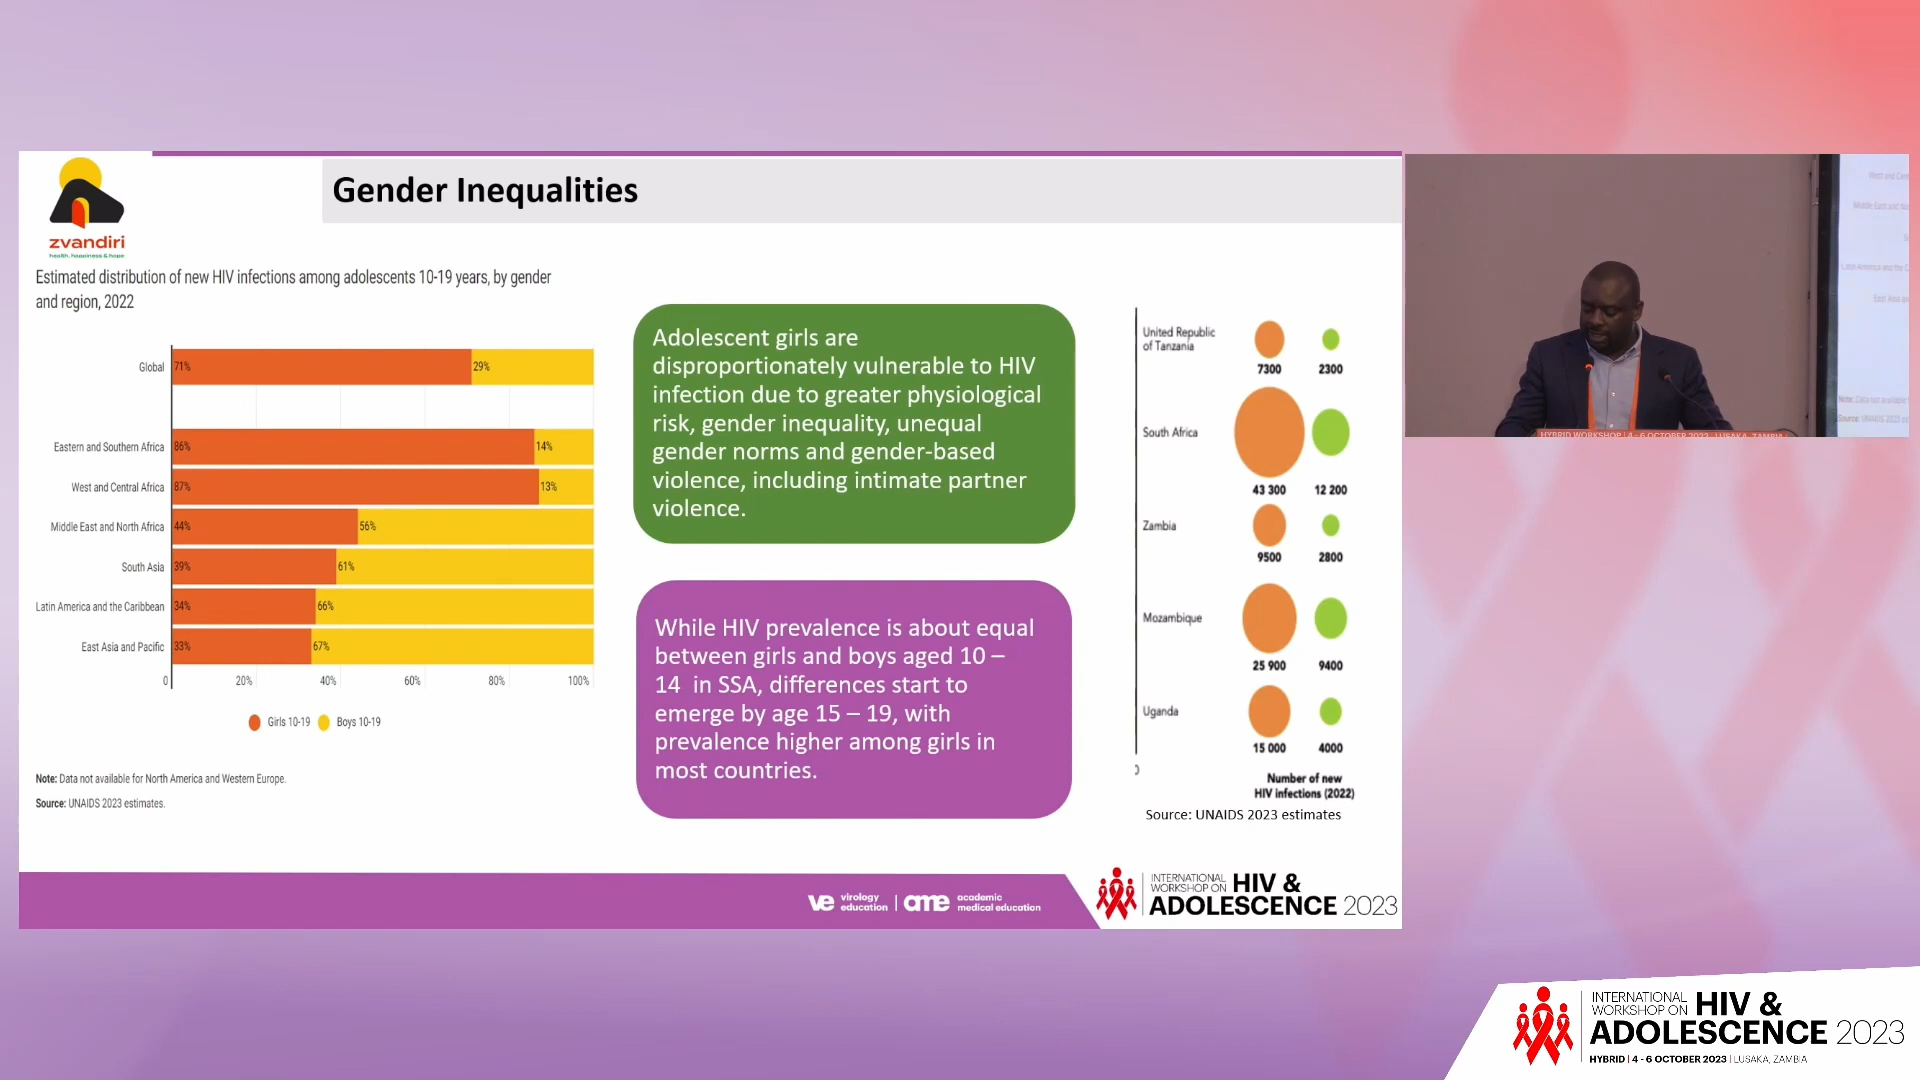 Gender Inequalities
zvandiri
health, happiness & hope
Estimated distribution of new HIV infections among adolescents 10-19 years, by gender
and region, 2022
Global 71% 29%
Eastern and Southern Africa 86% 14%
West and Central Africa 87% 13%
Middle East and North Africa 44% 56%
South Asia 39% 61%
Latin America and the Caribbean 34% 66%
East Asia and Pacific 33% 67%
0 20% 40% 60% 80% 100%
Girls 10-19 Boys 10-19
Note: Data not available for North America and Western Europe.
Source: UNAIDS 2023 estimates.
Adolescent girls are
disproportionately vulnerable to HIV
infection due to greater physiological
risk, gender inequality, unequal
gender norms and gender-based
violence, including intimate partner
violence.
While HIV prevalence is about equal
between girls and boys aged 10 –
14 in SSA, differences start to
emerge by age 15 – 19, with
prevalence higher among girls in
most countries.
United Republic
of Tanzania
7300 2300
South Africa
43 300 12 200
Zambia
9500 2800
Mozambique
25 900 9400
Uganda
15 000 4000
0
Number of new
HIV infections (2022)
Source: UNAIDS 2023 estimates
ve virology education | ame academic medical education
INTERNATIONAL
WORKSHOP ON HIV &
ADOLESCENCE 2023
HYBRID WORKSHOP | 4 - 6 OCTOBER 2023 | LUSAKA, ZAMBIA
INTERNATIONAL
WORKSHOP ON HIV &
ADOLESCENCE 2023
HYBRID | 4 - 6 OCTOBER 2023 | LUSAKA, ZAMBIA